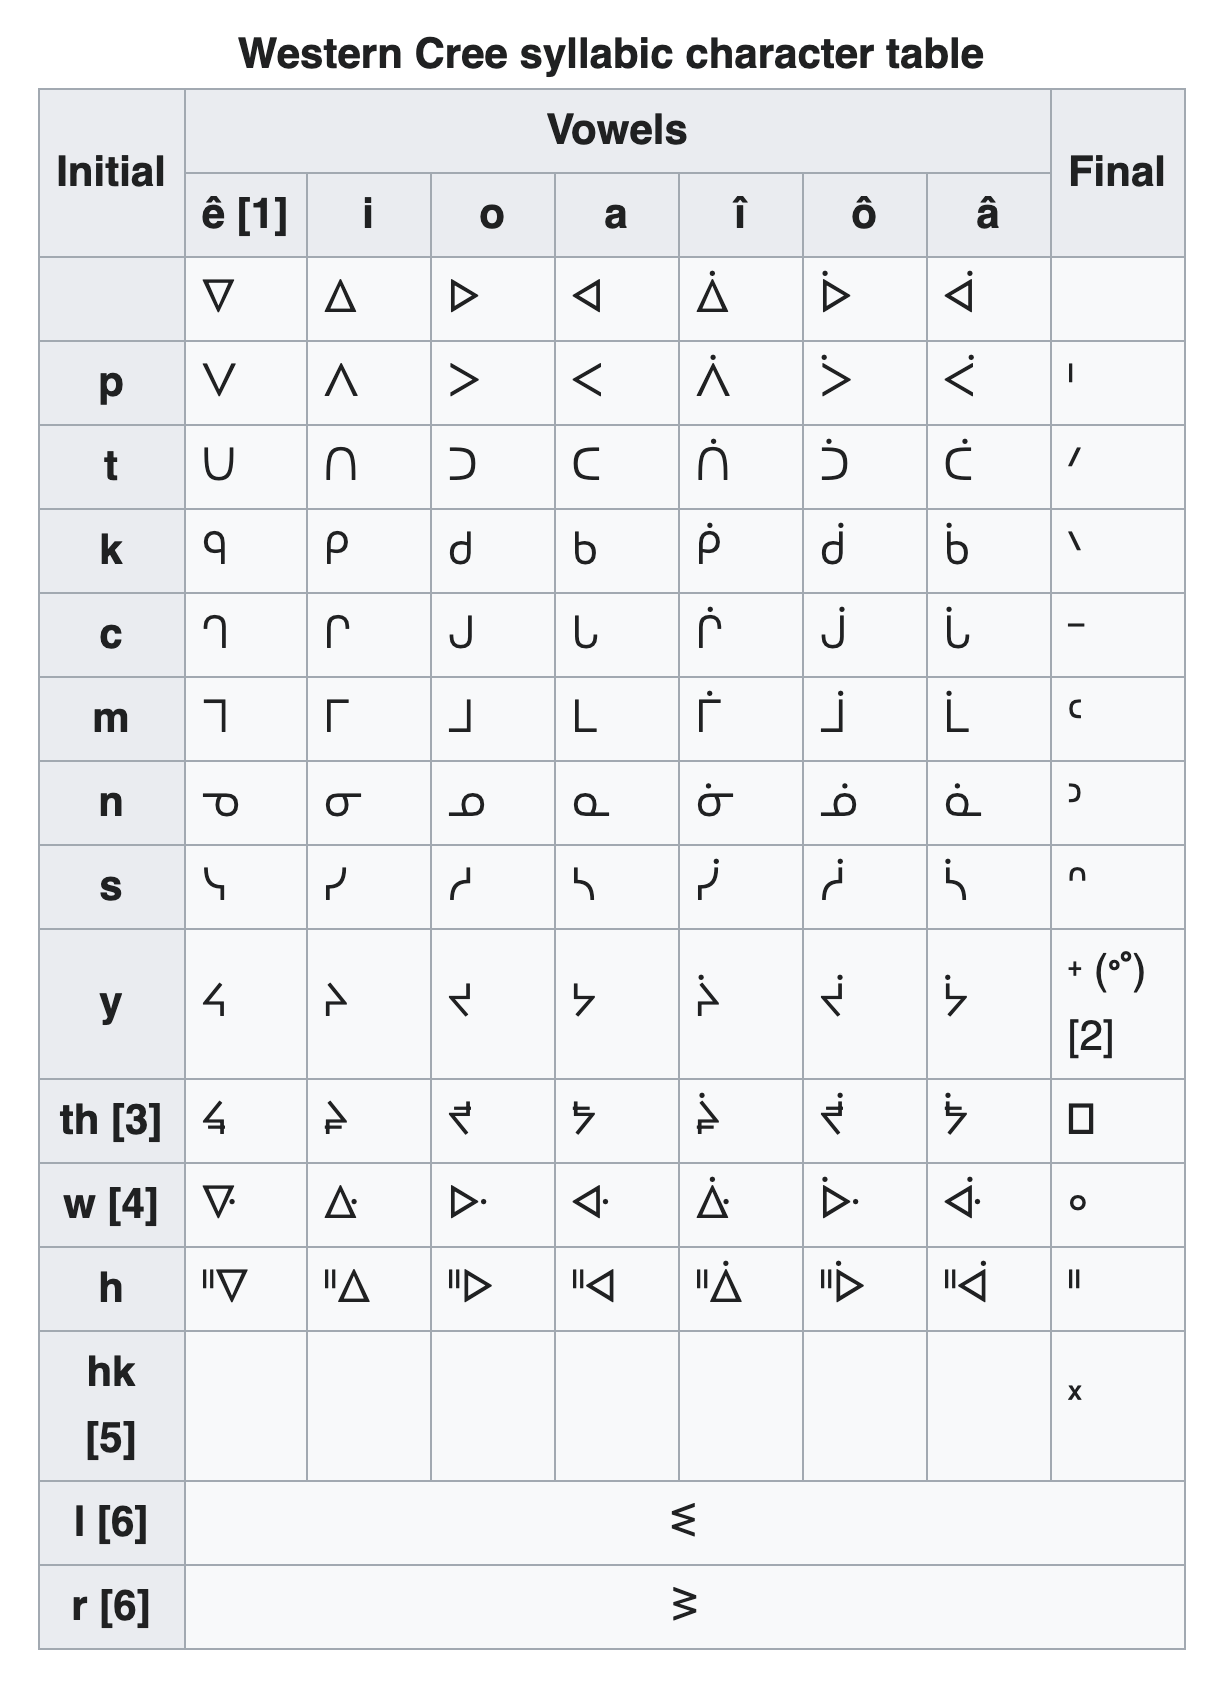 Western Cree syllabic character table
Initial Vowels Final
ê [1] i o a î ô â
ᐁ ᐃ ᐅ ᐊ ᐄ ᐆ ᐋ
p ᐯ ᐱ ᐳ ᐸ ᐲ ᐴ ᐹ ᑊ
t ᑌ ᑎ ᑐ ᑕ ᑏ ᑑ ᑖ ᐟ
k ᑫ ᑭ ᑯ ᑲ ᑮ ᑰ ᑳ ᐠ
c ᒉ ᒋ ᒍ ᒐ ᒌ ᒎ ᒑ ᐨ
m ᒣ ᒥ ᒧ ᒪ ᒦ ᒨ ᒫ ᒼ
n ᓀ ᓂ ᓄ ᓇ ᓃ ᓅ ᓈ ᐣ
s ᓭ ᓯ ᓱ ᓴ ᓰ ᓲ ᓵ ᐢ
y ᔦ ᔨ ᔪ ᔭ ᔩ ᔫ ᔮ ᐩ (ᐝ)
[2]
th [3] ᖧ ᖨ ᖪ ᖬ ᖩ ᖫ ᖭ ‡
w [4] ᐍ ᐏ ᐓ ᐘ ᐑ ᐕ ᐚ ᐤ
h ᐦᐁ ᐦᐃ ᐦᐅ ᐦᐊ ᐦᐄ ᐦᐆ ᐦᐋ ᐦ
hk
[5] ᕽ
l [6] ᓬ
r [6] ᕒ